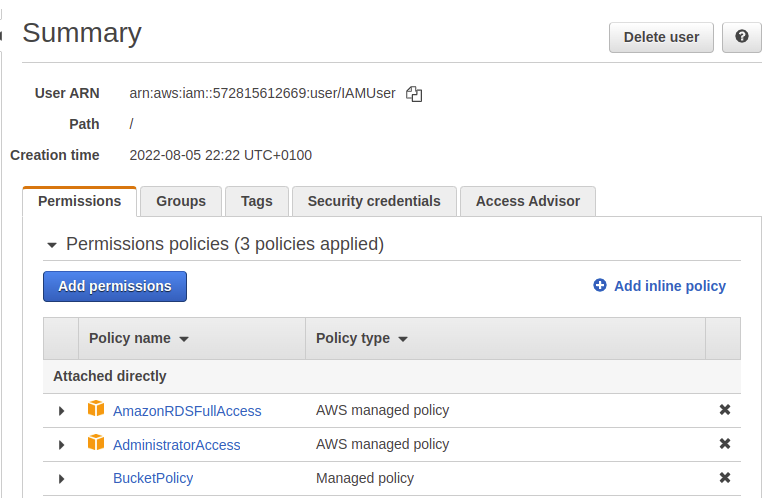 Summary
Delete user
User ARN arn:aws:iam::572815612669:user/IAMUser
Path /
Creation time 2022-08-05 22:22 UTC+0100
Permissions Groups Tags Security credentials Access Advisor
Permissions policies (3 policies applied)
Add permissions Add inline policy
Policy name Policy type
Attached directly
AmazonRDSFullAccess AWS managed policy
AdministratorAccess AWS managed policy
BucketPolicy Managed policy